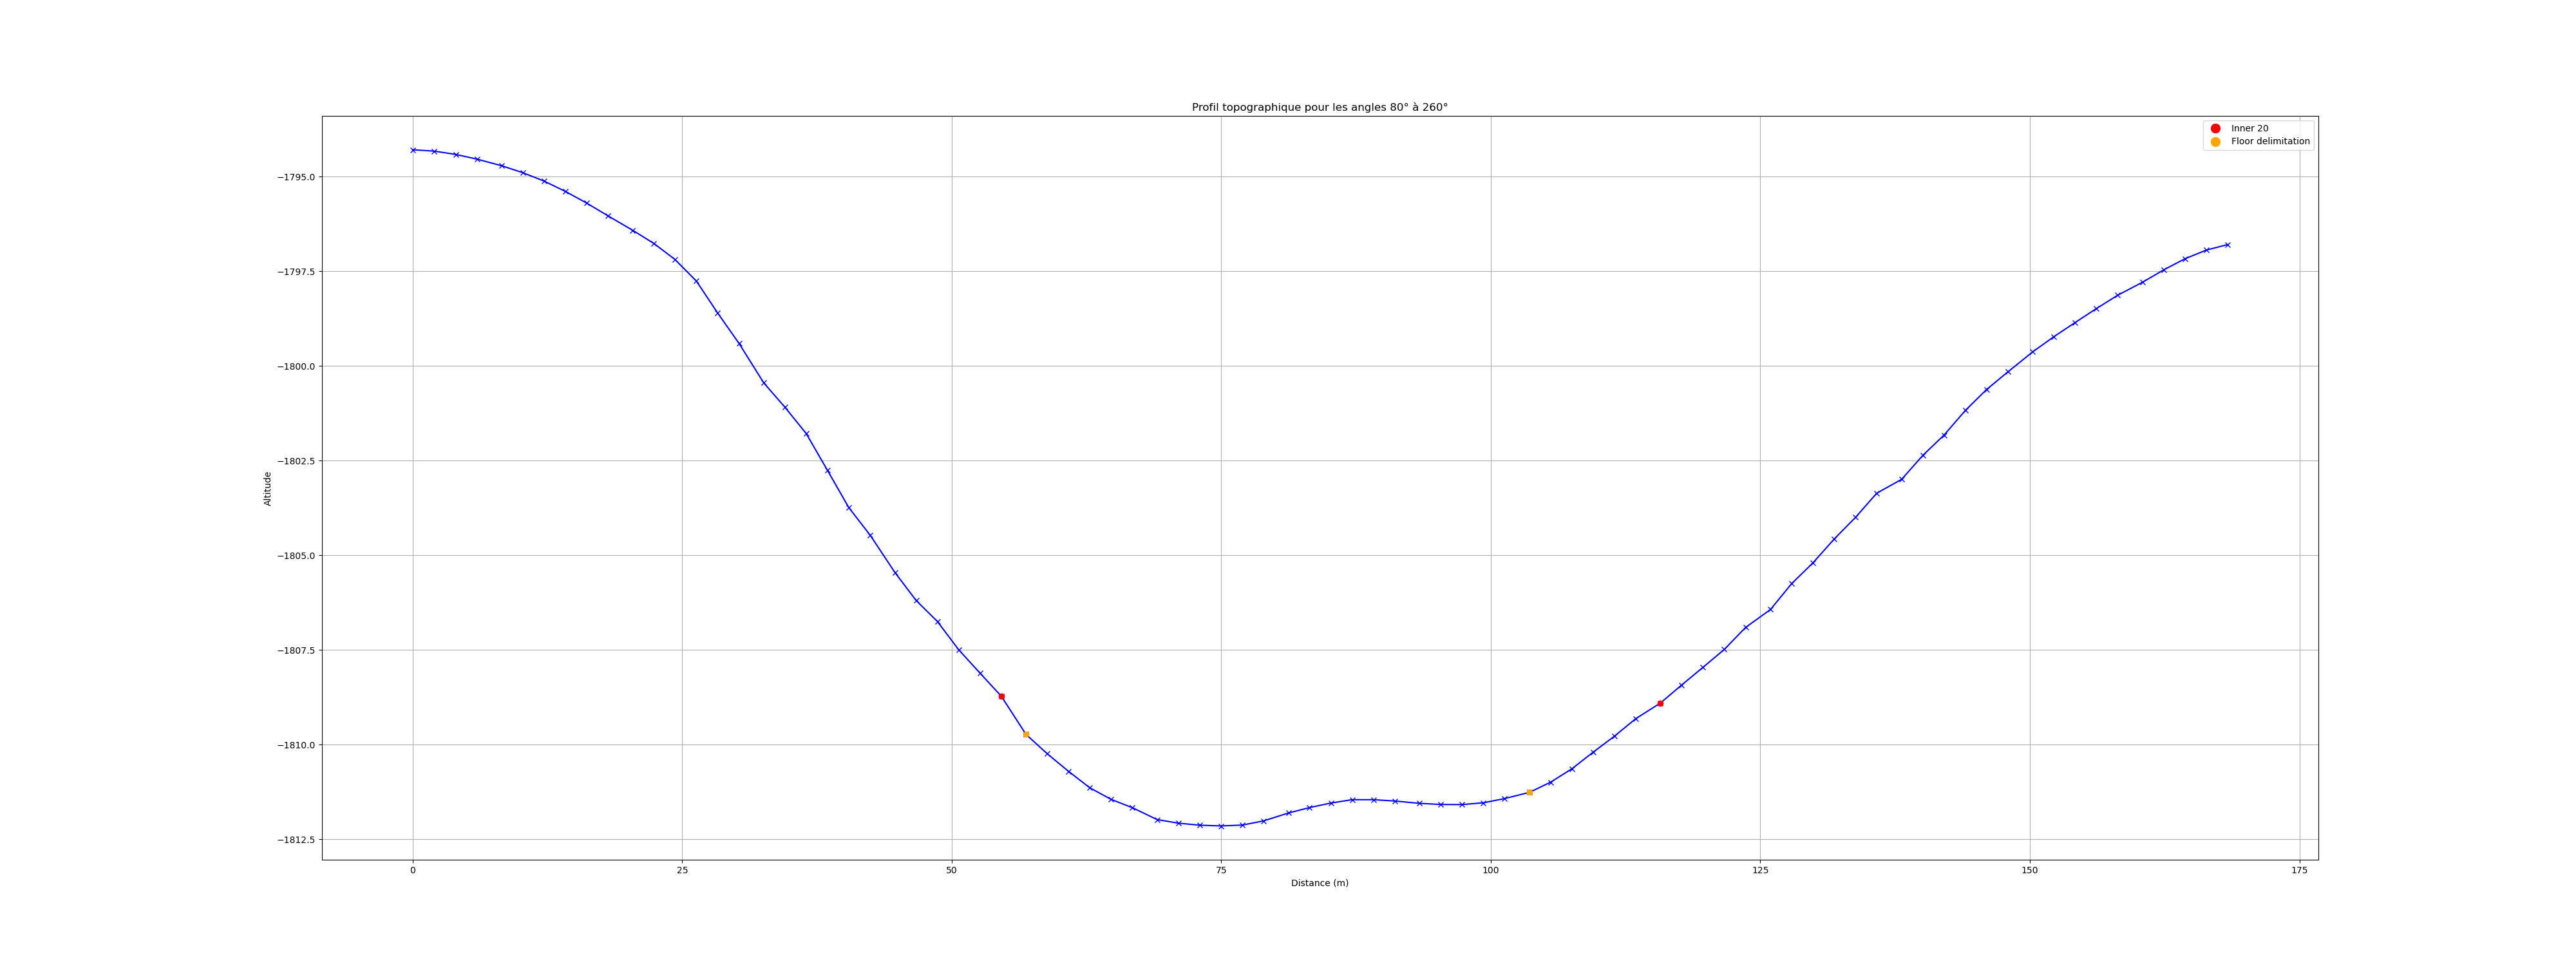 Profil topographique pour les angles 80° à 260°
Inner 20
Floor delimitation
−1795.0
−1797.5
−1800.0
−1802.5
−1805.0
−1807.5
−1810.0
−1812.5
Altitude
0 25 50 75 100 125 150 175
Distance (m)